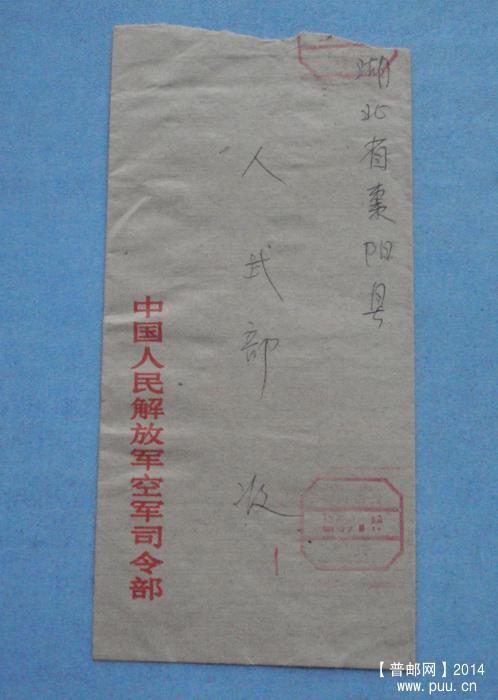 湖北省枣阳县
人武部
收
中国人民解放军空军司令部
【普邮网】2014
www.puu.cn